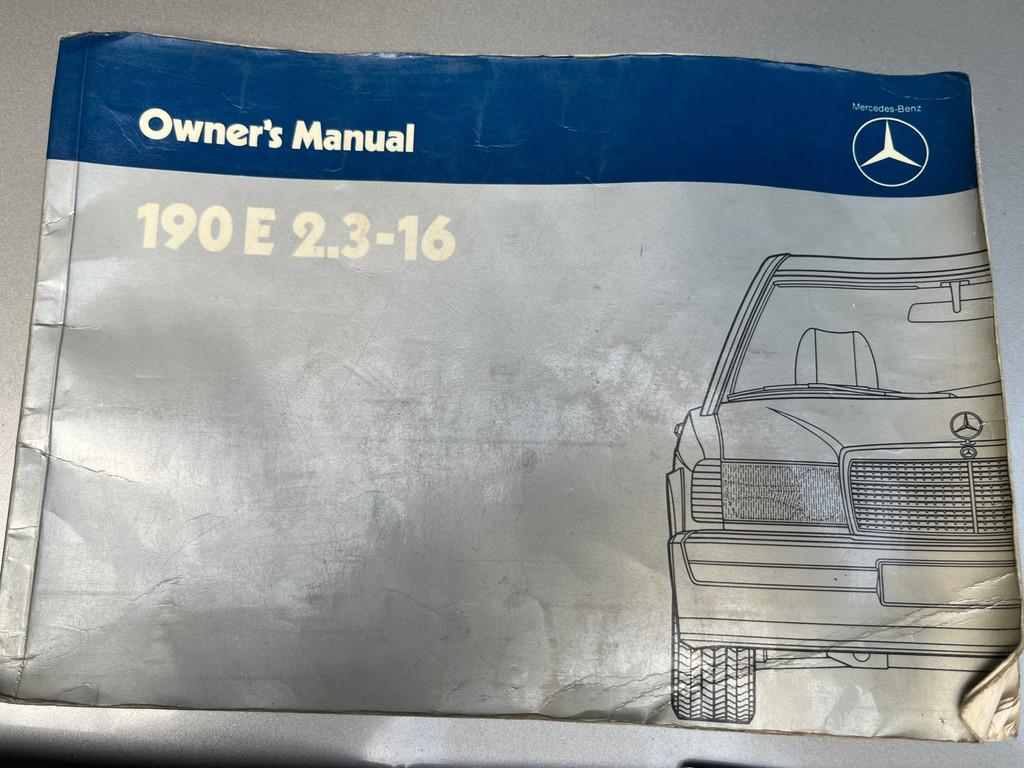 Mercedes-Benz
Owner's Manual
190 E 2.3-16